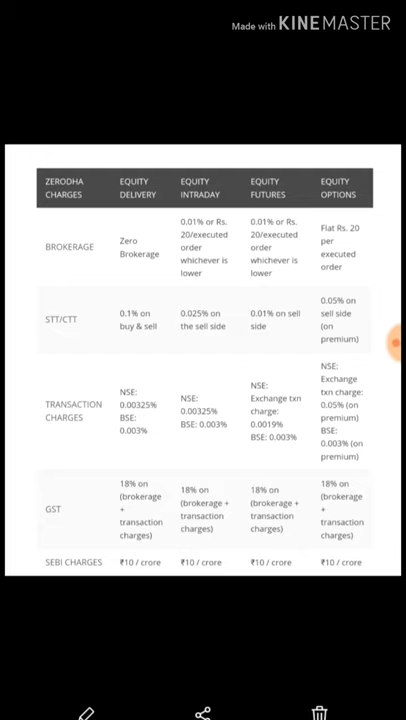 Made with KINEMASTER
ZERODHA CHARGES
EQUITY DELIVERY
EQUITY INTRADAY
EQUITY FUTURES
EQUITY OPTIONS
BROKERAGE
Zero
Brokerage
0.01% or Rs.
20/executed
order
whichever is
lower
0.01% or Rs.
20/executed
order
whichever is
lower
Flat Rs. 20
per
executed
order
STT/CTT
0.1% on
buy & sell
0.025% on
the sell side
0.01% on sell
side
0.05% on
sell side
(on
premium)
TRANSACTION
CHARGES
NSE:
0.00325%
BSE:
0.003%
NSE:
0.00325%
BSE: 0.003%
NSE:
Exchange txn
charge:
0.0019%
BSE: 0.003%
NSE:
Exchange
txn charge:
0.05% (on
premium)
BSE:
0.003% (on
premium)
GST
18% on
(brokerage
+
transaction
charges)
18% on
(brokerage +
transaction
charges)
18% on
(brokerage +
transaction
charges)
18% on
(brokerage
+
transaction
charges)
SEBI CHARGES
₹10 / crore
₹10 / crore
₹10 / crore
₹10 / crore